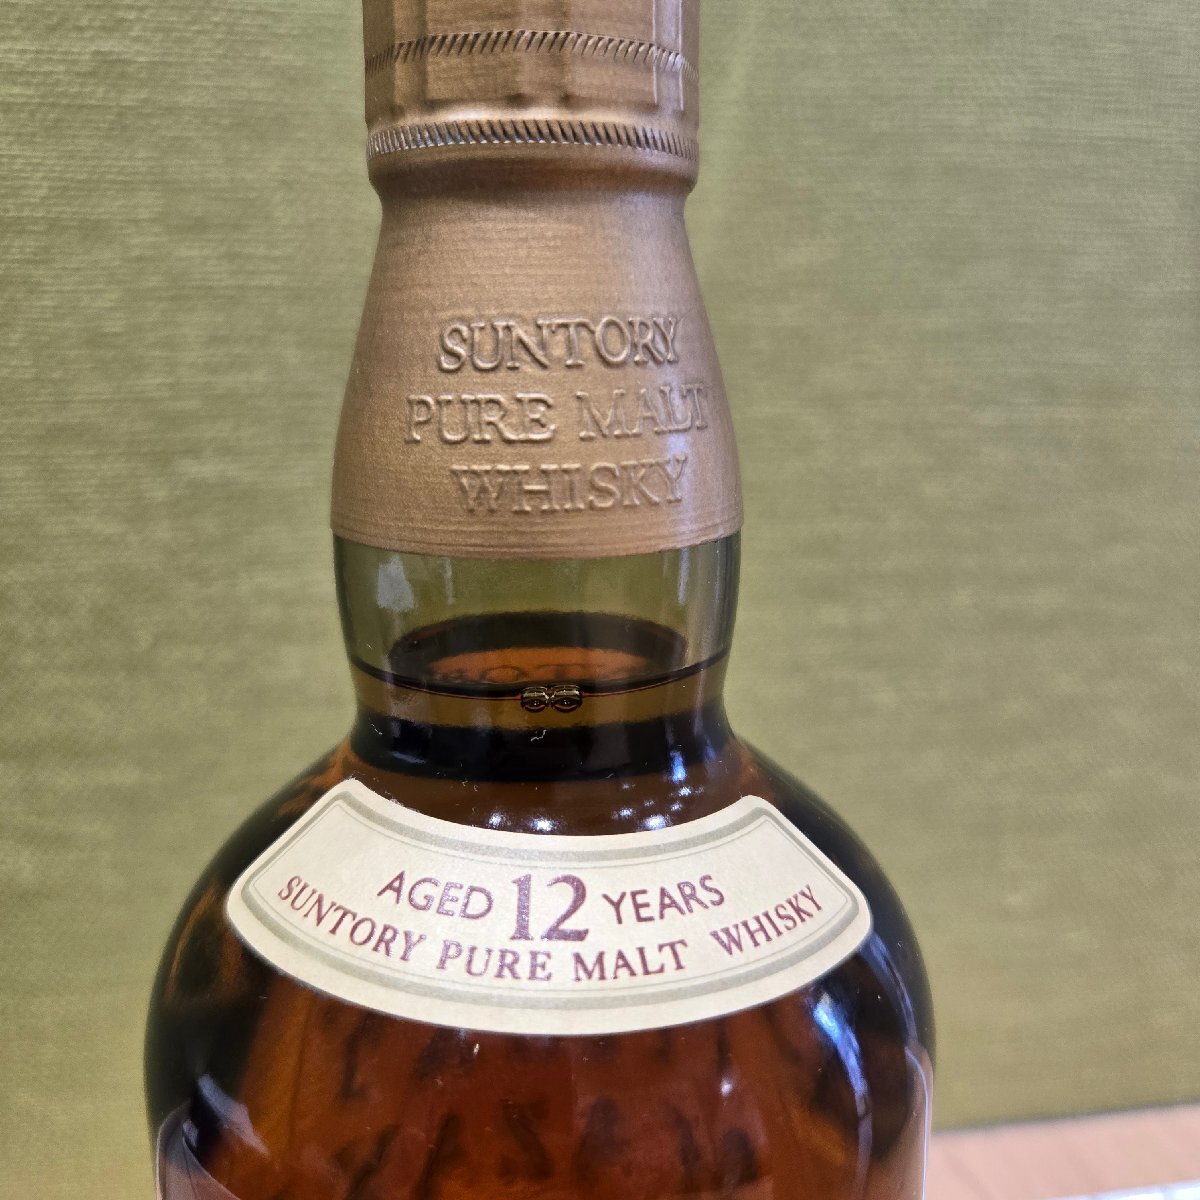 SUNTORY
PURE MALT
WHISKY
AGED 12 YEARS
SUNTORY PURE MALT WHISKY